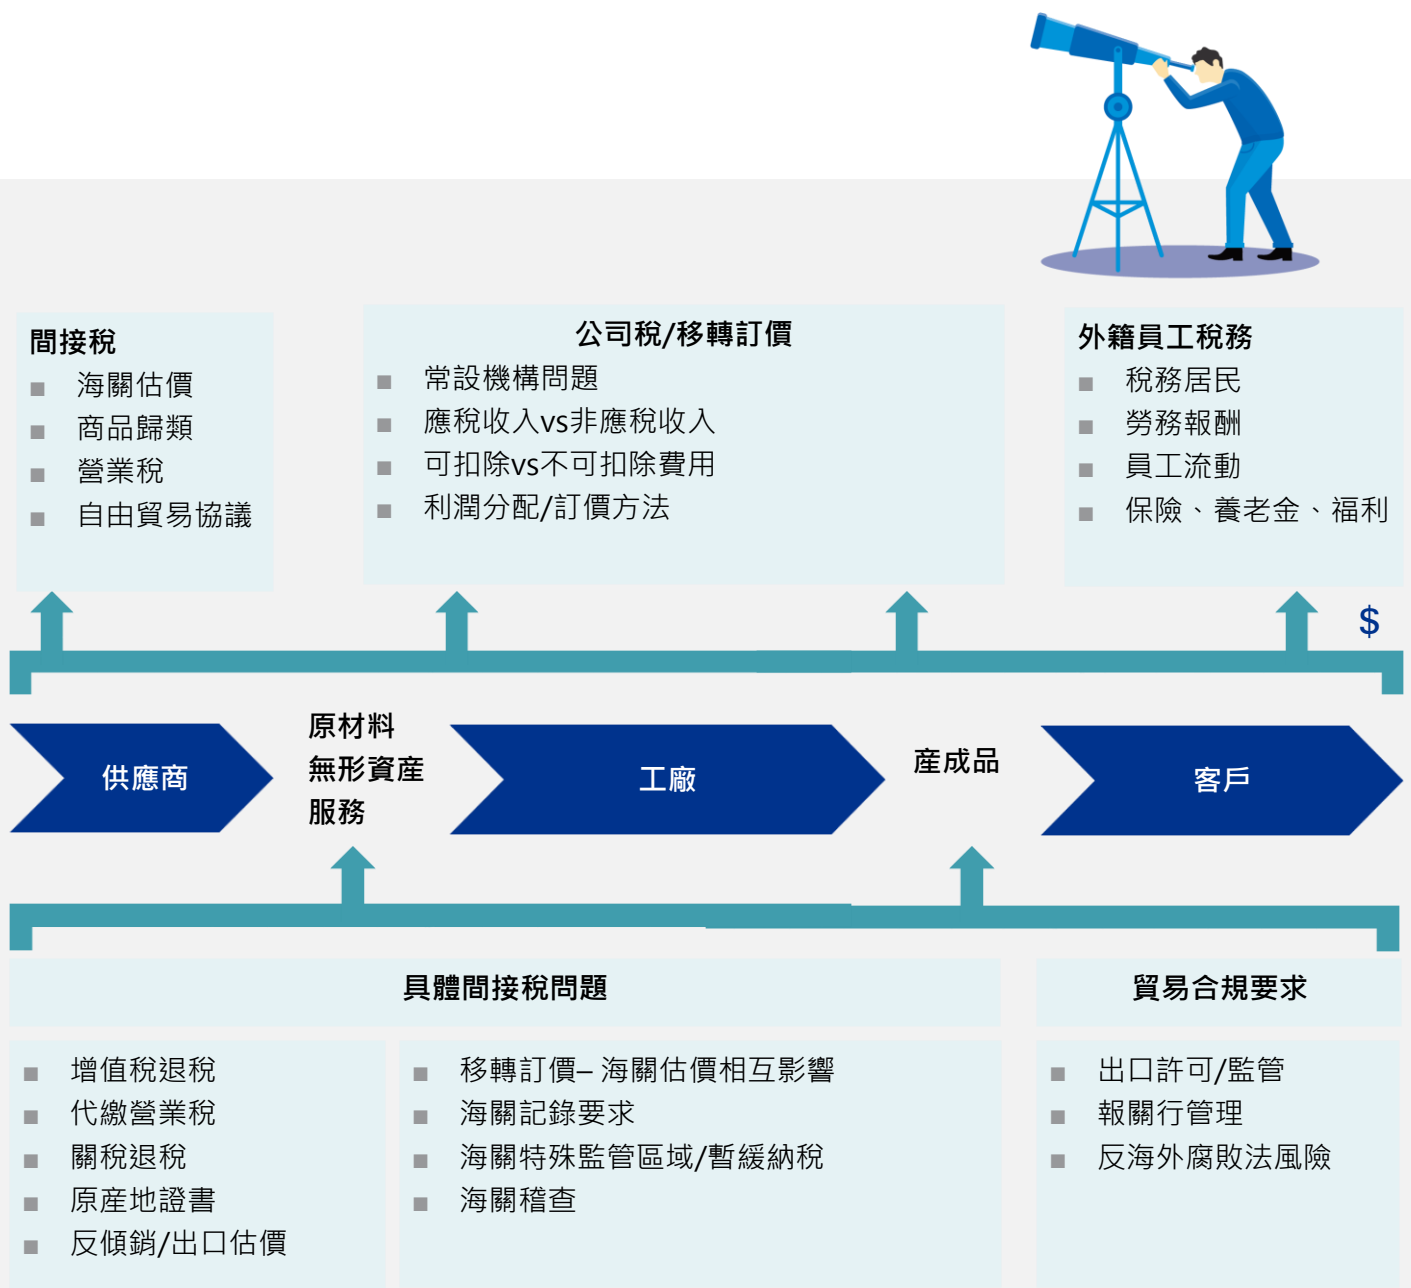 間接稅
海關估價
商品歸類
營業稅
自由貿易協議
公司稅/移轉訂價
常設機構問題
應稅收入vs非應稅收入
可扣除vs不可扣除費用
利潤分配/訂價方法
外籍員工稅務
稅務居民
勞務報酬
員工流動
保險、養老金、福利
$
供應商
原材料
無形資産
服務
工廠
産成品
客戶
具體間接稅問題
增值稅退稅
代繳營業稅
關稅退稅
原産地證書
反傾銷/出口估價
移轉訂價– 海關估價相互影響
海關記錄要求
海關特殊監管區域/暫緩納稅
海關稽查
貿易合規要求
出口許可/監管
報關行管理
反海外腐敗法風險